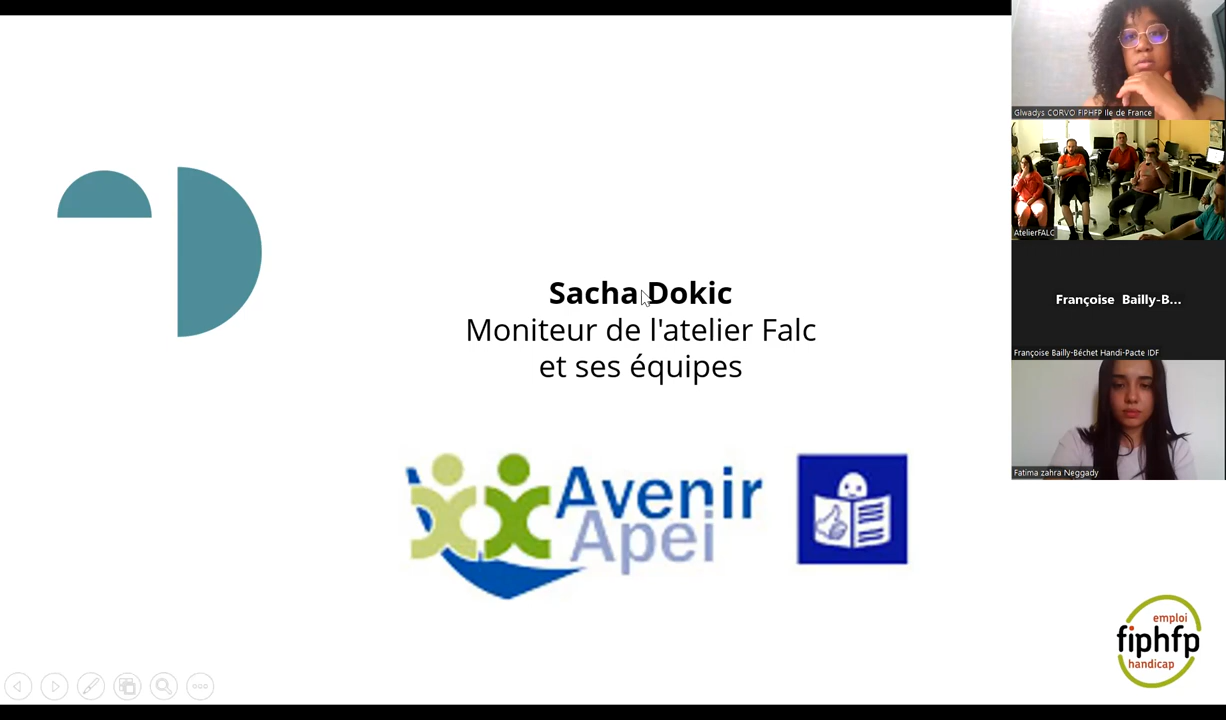 Sacha Dokic
Moniteur de l'atelier Falc
et ses équipes
Avenir
Apei
emploi
fiphfp
handicap
Glwadys CORVO FIPHFP Ile de France
AtelierFALC
Françoise Bailly-B...
Françoise Bailly-Béchet Handi-Pacte IDF
Fatima zahra Neggady